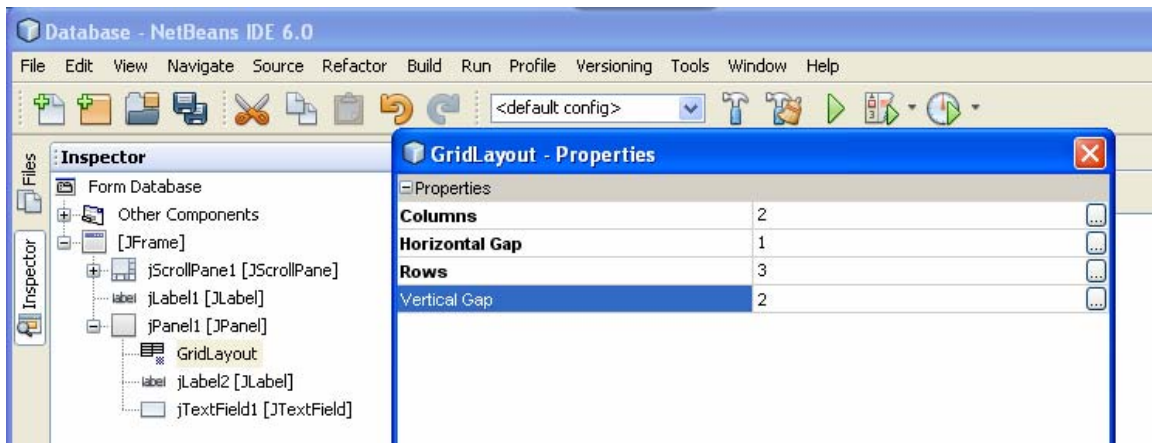 Database - NetBeans IDE 6.0
File Edit View Navigate Source Refactor Build Run Profile Versioning Tools Window Help
<default config>
Files
Inspector
Inspector
Form Database
Other Components
[JFrame]
jScrollPane1 [JScrollPane]
label jLabel1 [JLabel]
jPanel1 [JPanel]
GridLayout
label jLabel2 [JLabel]
jTextField1 [JTextField]
GridLayout - Properties
Properties
Columns 2 ...
Horizontal Gap 1 ...
Rows 3 ...
Vertical Gap 2 ...